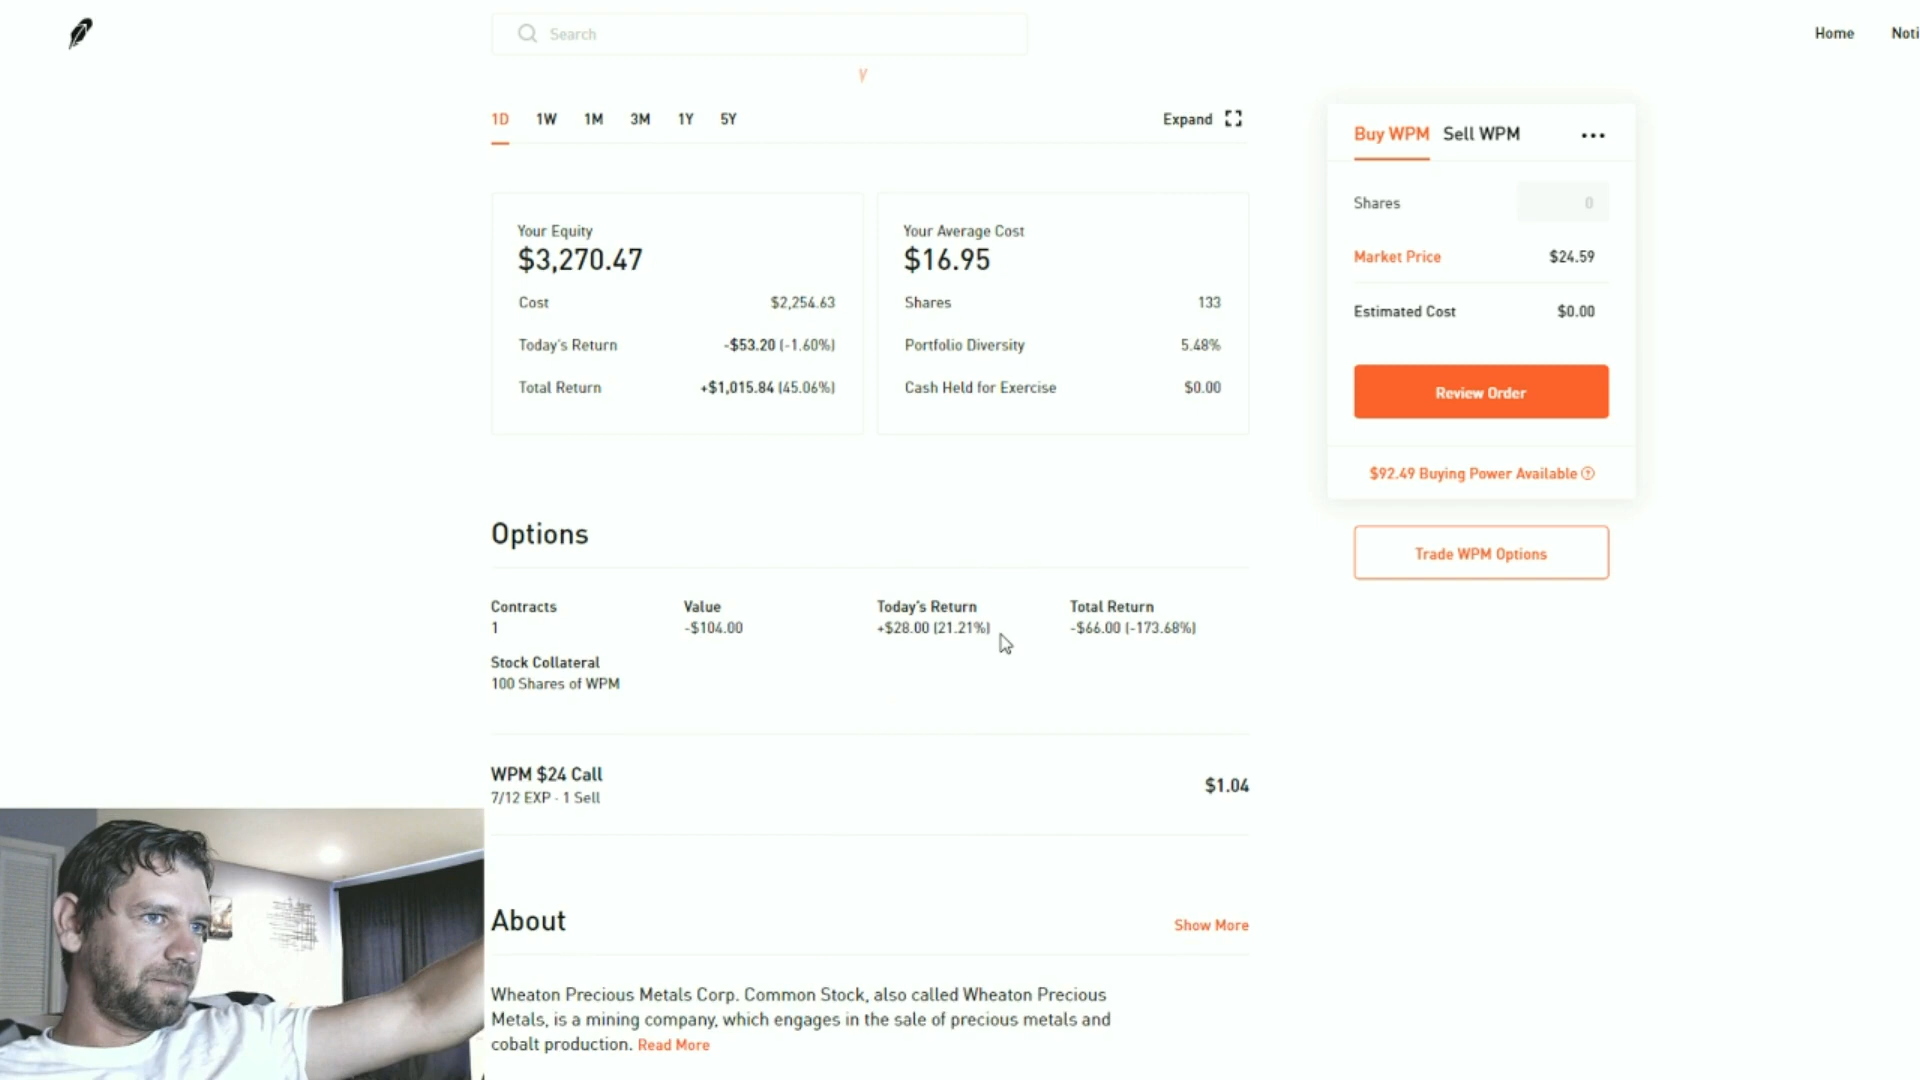 Search
Home
Noti
y
1D 1W 1M 3M 1Y 5Y
Expand
Buy WPM Sell WPM
Shares 0
Market Price $24.59
Estimated Cost $0.00
Review Order
$92.49 Buying Power Available
Trade WPM Options
Your Equity
$3,270.47
Cost $2,254.63
Today's Return -$53.20 (-1.60%)
Total Return +$1,015.84 (45.06%)
Your Average Cost
$16.95
Shares 133
Portfolio Diversity 5.48%
Cash Held for Exercise $0.00
Options
Contracts Value Today's Return Total Return
1 -$104.00 +$28.00 (21.21%) -$66.00 (-173.68%)
Stock Collateral
100 Shares of WPM
WPM $24 Call
7/12 EXP - 1 Sell
$1.04
About
Show More
Wheaton Precious Metals Corp. Common Stock, also called Wheaton Precious
Metals, is a mining company, which engages in the sale of precious metals and
cobalt production. Read More